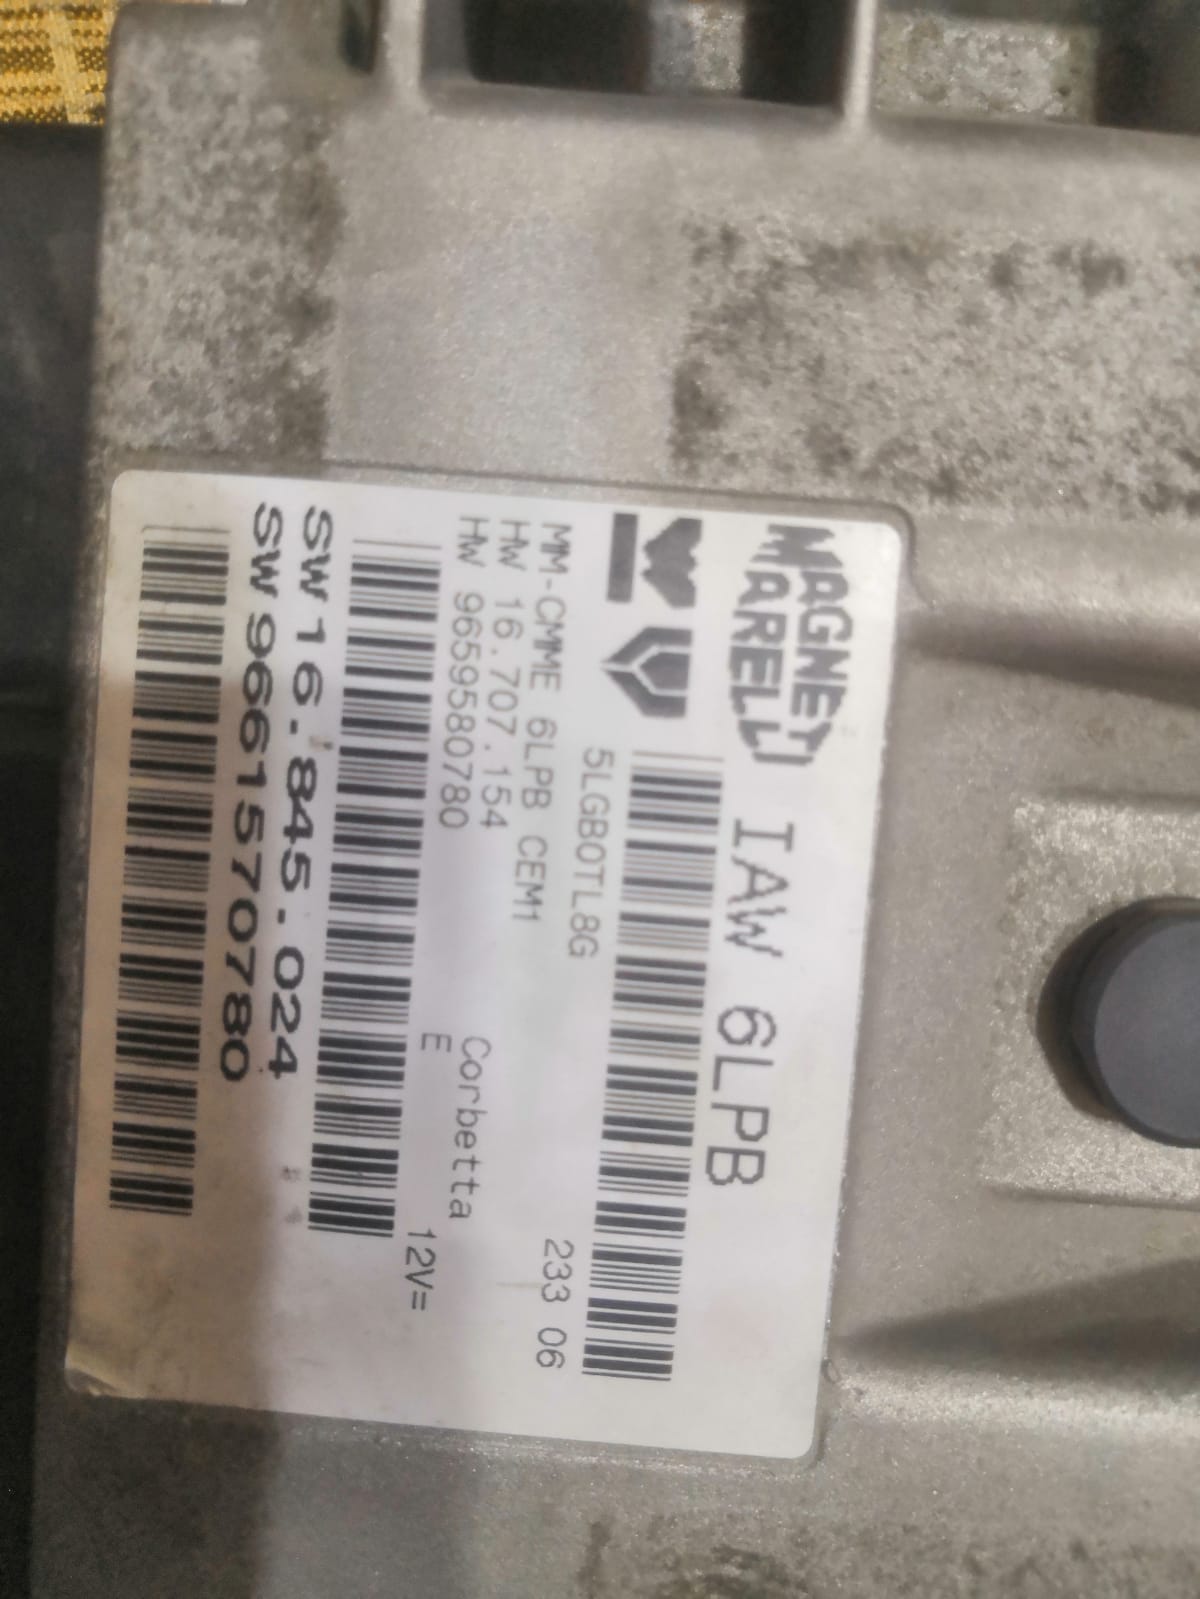 MAGNETI MARELLI IAW 6LPB
5LGB0TL8G
MM-CMME 6LPB CEM1 233 06
HW 16.707.154
HW 9659580780 Corbetta
E 12V=
SW 16.845.024
SW 9661570780